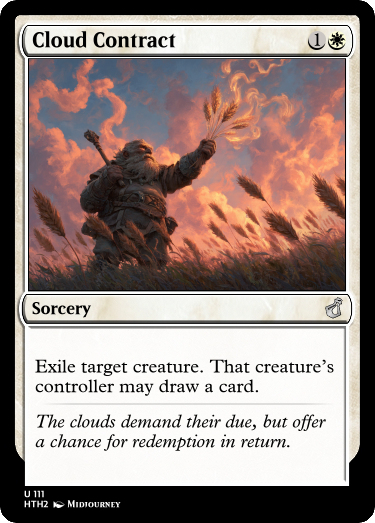 Cloud Contract 1
Sorcery
Exile target creature. That creature's
controller may draw a card.
The clouds demand their due, but offer
a chance for redemption in return.
U 111
HTH2 Midjourney